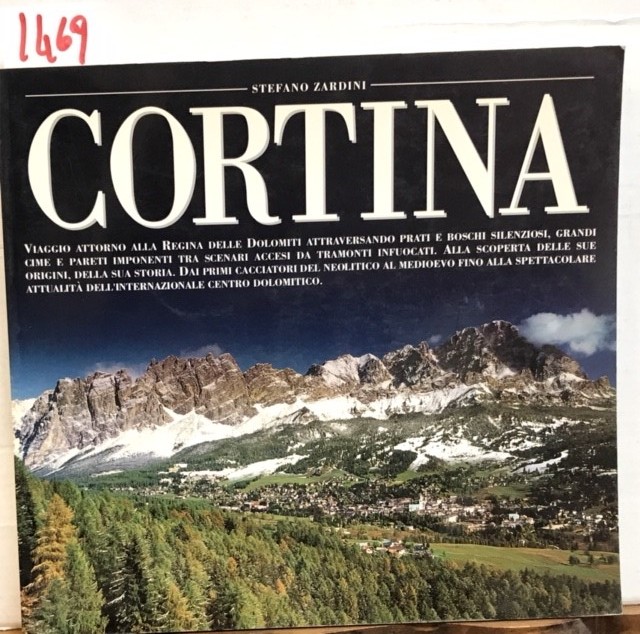 1469
STEFANO ZARDINI
CORTINA
VIAGGIO ATTORNO ALLA REGINA DELLE DOLOMITI ATTRAVERSANDO PRATI E BOSCHI SILENZIOSI, GRANDI
CIME E PARETI IMPONENTI TRA SCENARI ACCESI DA TRAMONTI INFUOCATI. ALLA SCOPERTA DELLE SUE
ORIGINI, DELLA SUA STORIA. DAI PRIMI CACCIATORI DEL NEOLITICO AL MEDIOEVO FINO ALLA SPETTACOLARE
ATTUALITÀ DELL'INTERNAZIONALE CENTRO DOLOMITICO.